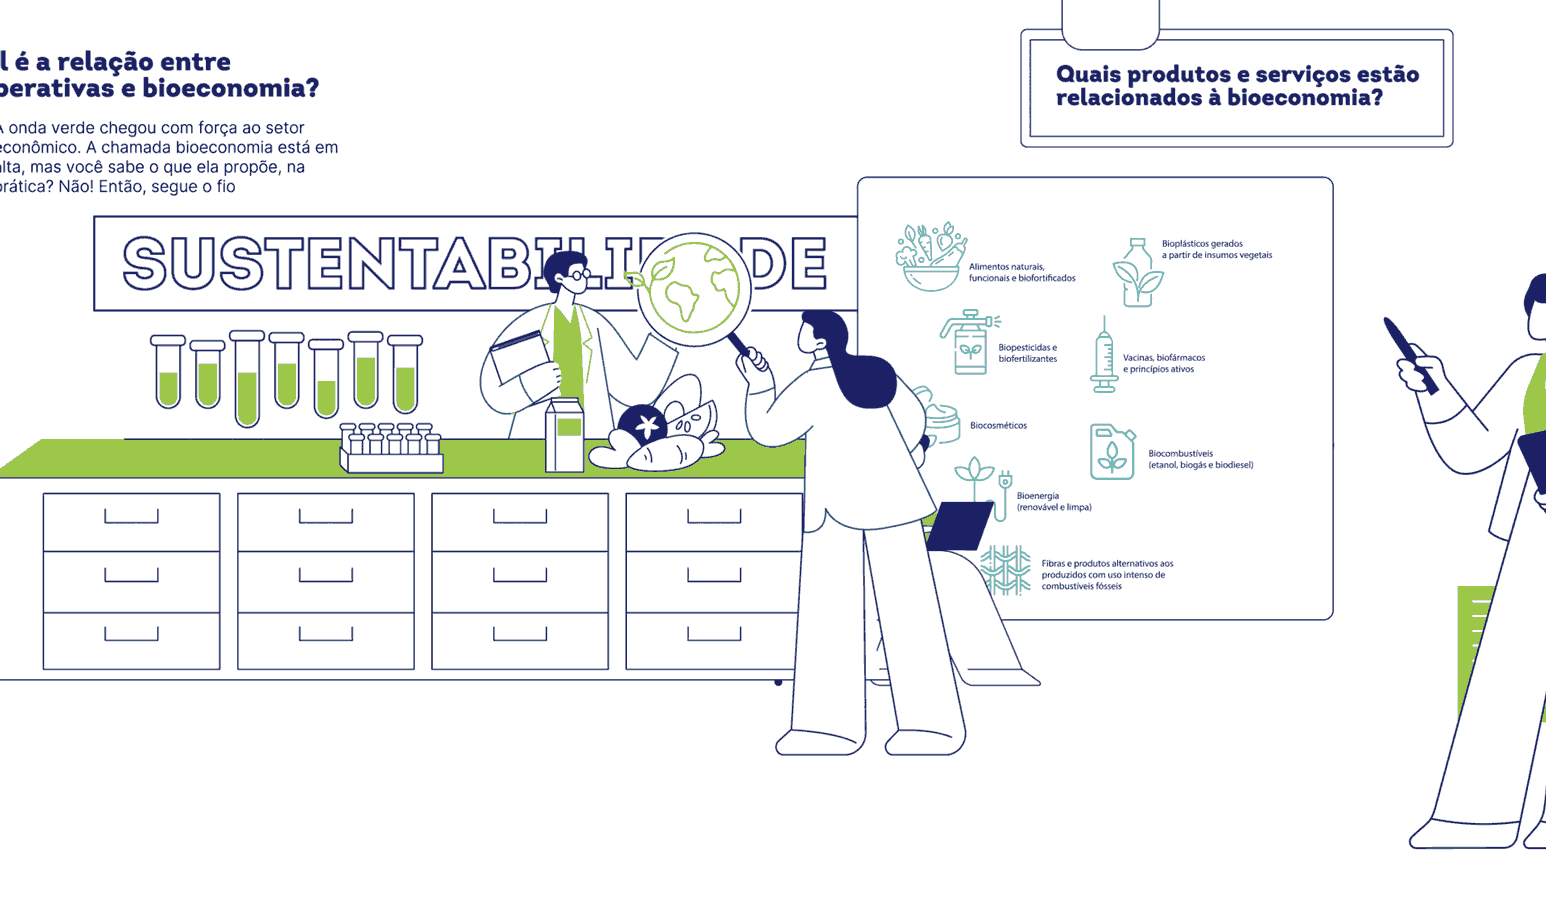 l é a relação entre
perativas e bioeconomia?
A onda verde chegou com força ao setor
econômico. A chamada bioeconomia está em
alta, mas você sabe o que ela propõe, na
prática? Não! Então, segue o fio
SUSTENTABILIDADE
Quais produtos e serviços estão
relacionados à bioeconomia?
Alimentos naturais,
funcionais e biofortificados
Bioplásticos gerados
a partir de insumos vegetais
Biopesticidas e
biofertilizantes
Vacinas, biofármacos
e princípios ativos
Biocosméticos
Biocombustíveis
(etanol, biogás e biodiesel)
Bioenergia
(renovável e limpa)
Fibras e produtos alternativos aos
produzidos com uso intenso de
combustíveis fósseis